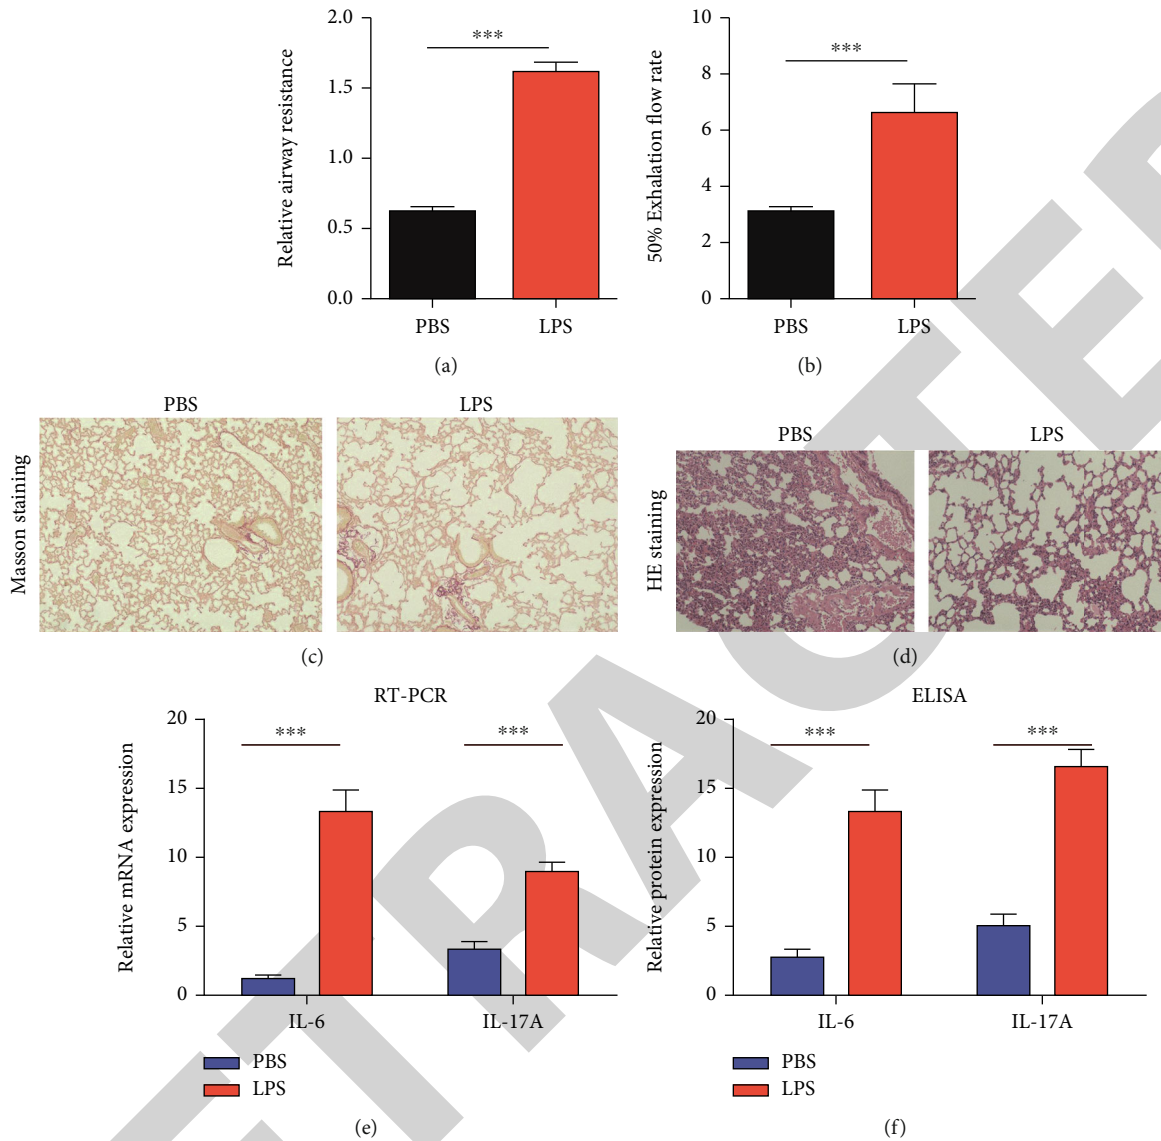 2.0
1.5
1.0
0.5
0.0
Relative airway resistance
***
PBS LPS
(a)
10
8
6
4
2
0
50% Exhalation flow rate
***
PBS LPS
(b)
PBS LPS
Masson staining
(c)
PBS LPS
HE staining
(d)
RT-PCR
20
15
10
5
0
Relative mRNA expression
*** ***
IL-6 IL-17A
PBS
LPS
(e)
ELISA
20
15
10
5
0
Relative protein expression
*** ***
IL-6 IL-17A
PBS
LPS
(f)